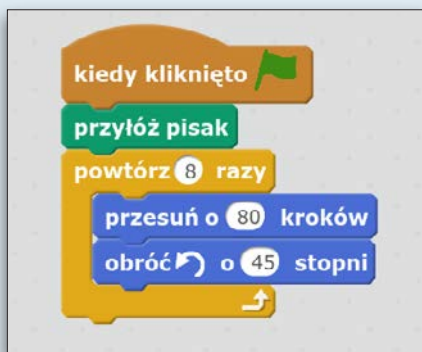 kiedy kliknięto
przyłóż pisak
powtórz 8 razy
przesuń o 80 kroków
obróć o 45 stopni